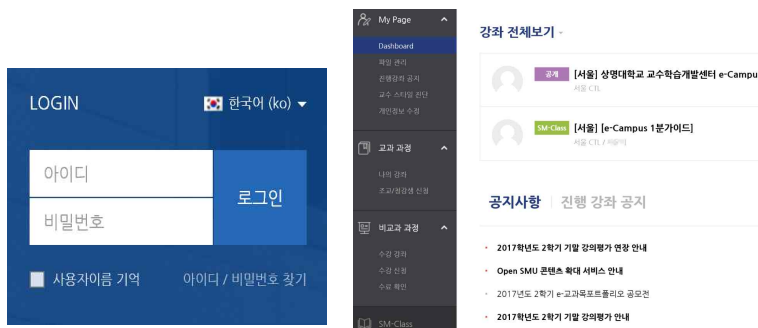 LOGIN
한국어 (ko)
아이디
비밀번호
로그인
사용자이름 기억
아이디 / 비밀번호 찾기
My Page
Dashboard
파일 관리
진행강좌 공지
교수 스타일 진단
개인정보 수정
교과 과정
나의 강좌
조교/청강생 신청
비교과 과정
수강 강좌
수강 신청
수료 확인
SM-Class
강좌 전체보기
공개 [서울] 상명대학교 교수학습개발센터 e-Campu
서울 CTL
SM-Class [서울] [e-Campus 1분가이드]
서울 CTL /
공지사항 진행 강좌 공지
2017학년도 2학기 기말 강의평가 연장 안내
Open SMU 콘텐츠 확대 서비스 안내
2017년도 2학기 e-교과목포트폴리오 공모전
2017학년도 2학기 기말 강의평가 안내